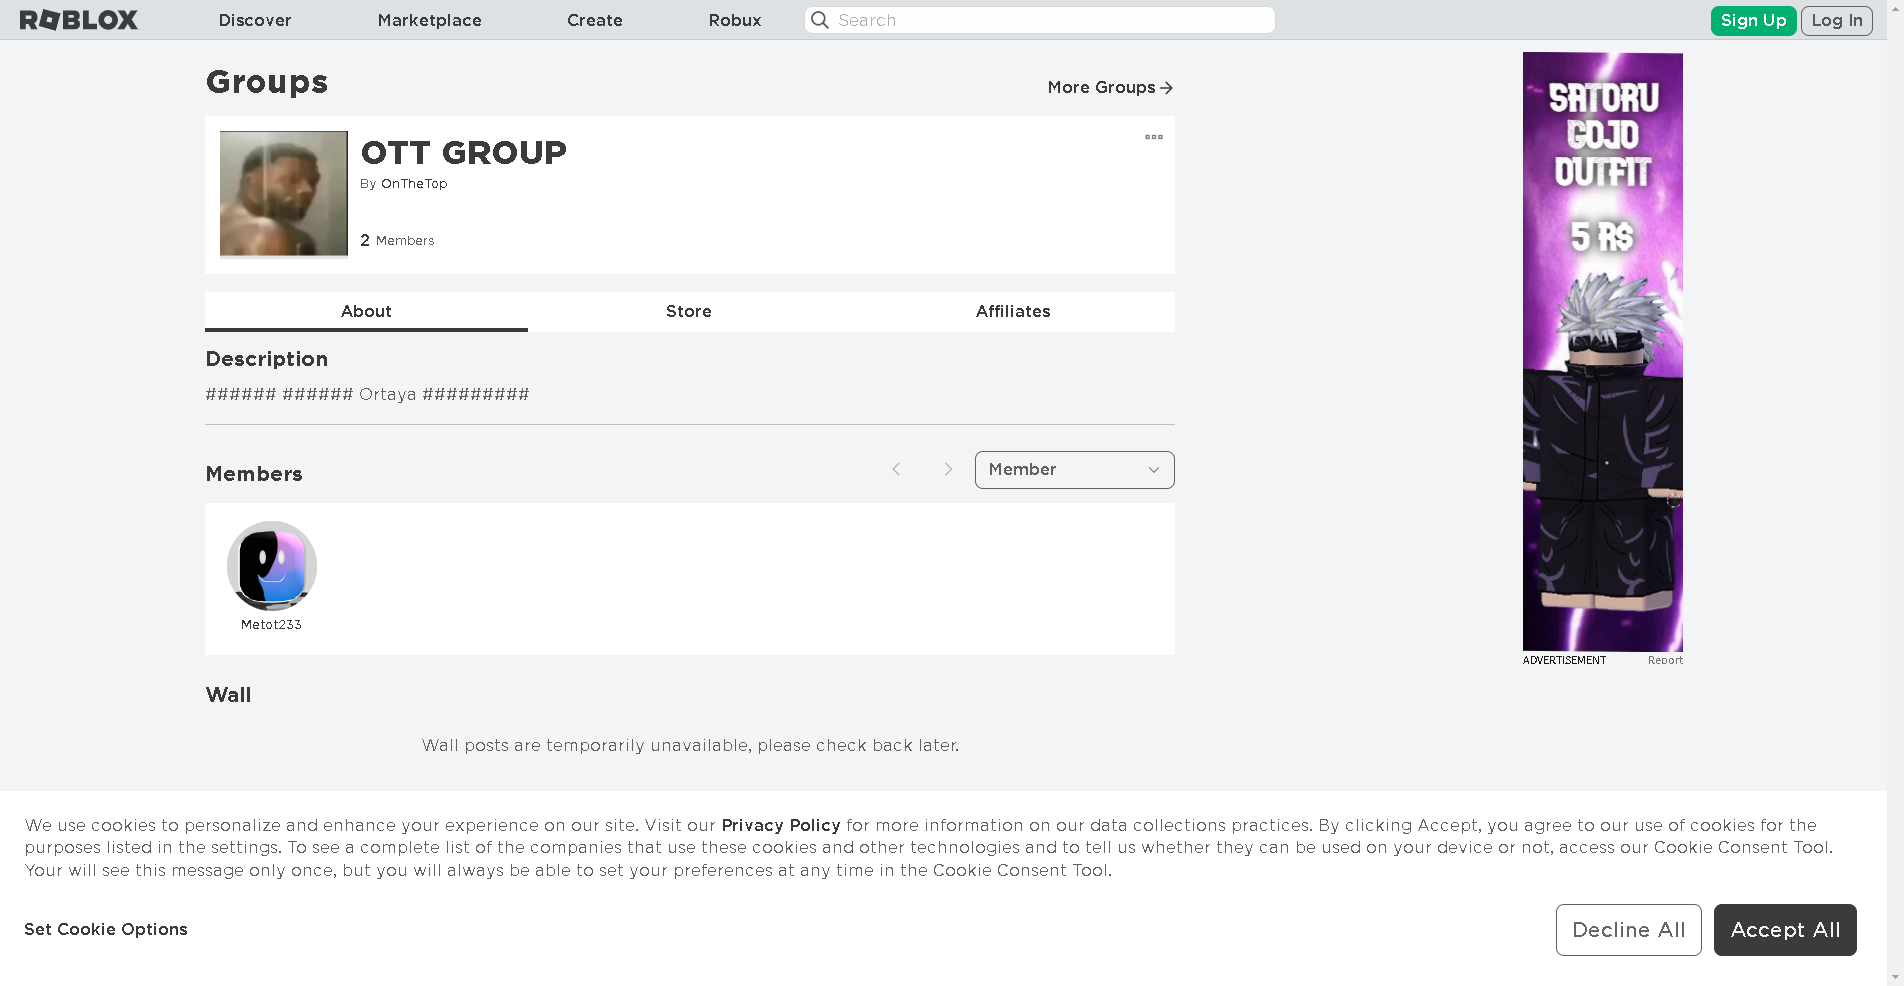 ROBLOX
Discover
Marketplace
Create
Robux
Search
Sign Up
Log In
Groups
More Groups
OTT GROUP
By OnTheTop
2 Members
About
Store
Affiliates
Description
###### ###### Ortaya #########
Members
Member
Metot233
Wall
Wall posts are temporarily unavailable, please check back later.
SATORU
GOJO
OUTFIT
5 R$
ADVERTISEMENT
Report
We use cookies to personalize and enhance your experience on our site. Visit our Privacy Policy for more information on our data collections practices. By clicking Accept, you agree to our use of cookies for the
purposes listed in the settings. To see a complete list of the companies that use these cookies and other technologies and to tell us whether they can be used on your device or not, access our Cookie Consent Tool.
Your will see this message only once, but you will always be able to set your preferences at any time in the Cookie Consent Tool.
Set Cookie Options
Decline All
Accept All